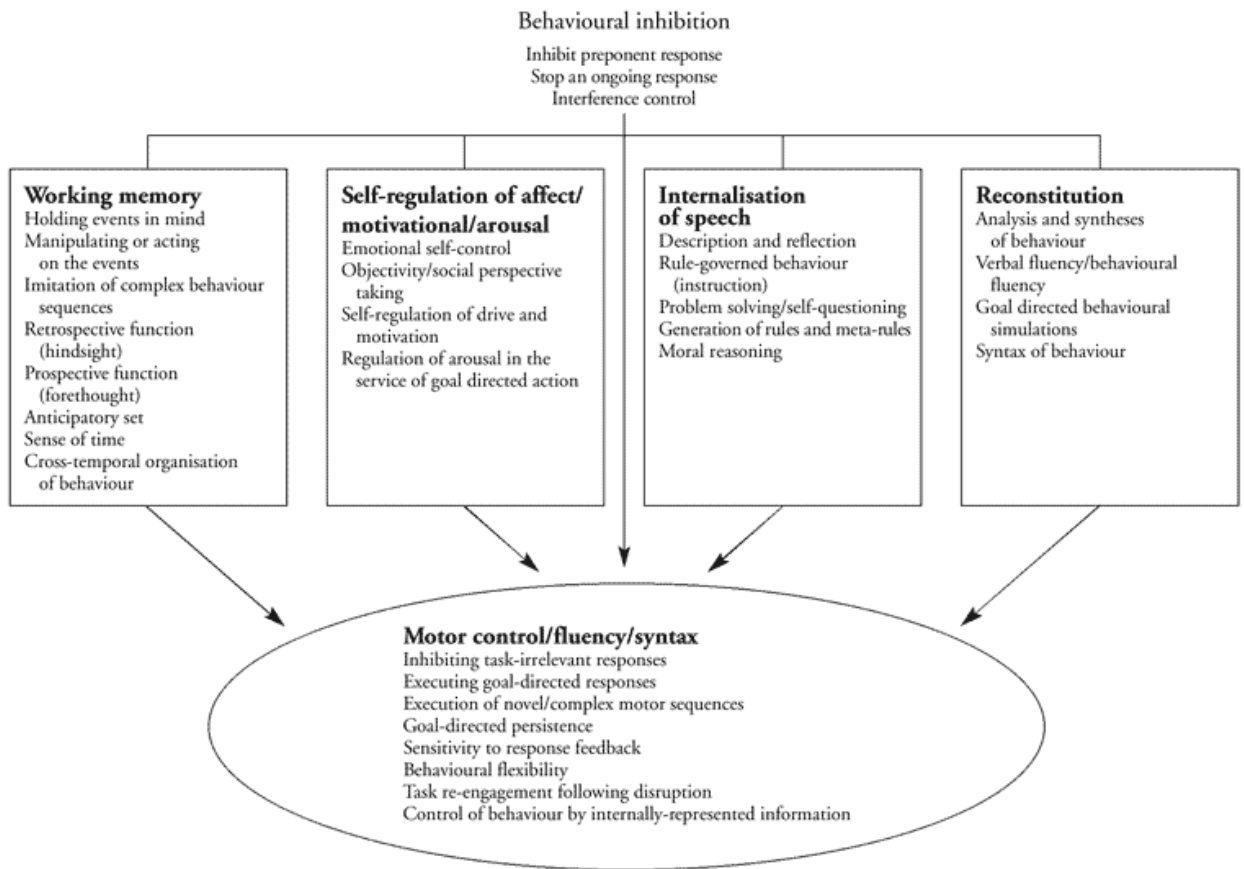 Behavioural inhibition
Inhibit preponent response
Stop an ongoing response
Interference control
Working memory
Holding events in mind
Manipulating or acting
on the events
Imitation of complex behaviour
sequences
Retrospective function
(hindsight)
Prospective function
(forethought)
Anticipatory set
Sense of time
Cross-temporal organisation
of behaviour
Self-regulation of affect/
motivational/arousal
Emotional self-control
Objectivity/social perspective
taking
Self-regulation of drive and
motivation
Regulation of arousal in the
service of goal directed action
Internalisation
of speech
Description and reflection
Rule-governed behaviour
(instruction)
Problem solving/self-questioning
Generation of rules and meta-rules
Moral reasoning
Reconstitution
Analysis and syntheses
of behaviour
Verbal fluency/behavioural
fluency
Goal directed behavioural
simulations
Syntax of behaviour
Motor control/fluency/syntax
Inhibiting task-irrelevant responses
Executing goal-directed responses
Execution of novel/complex motor sequences
Goal-directed persistence
Sensitivity to response feedback
Behavioural flexibility
Task re-engagement following disruption
Control of behaviour by internally-represented information